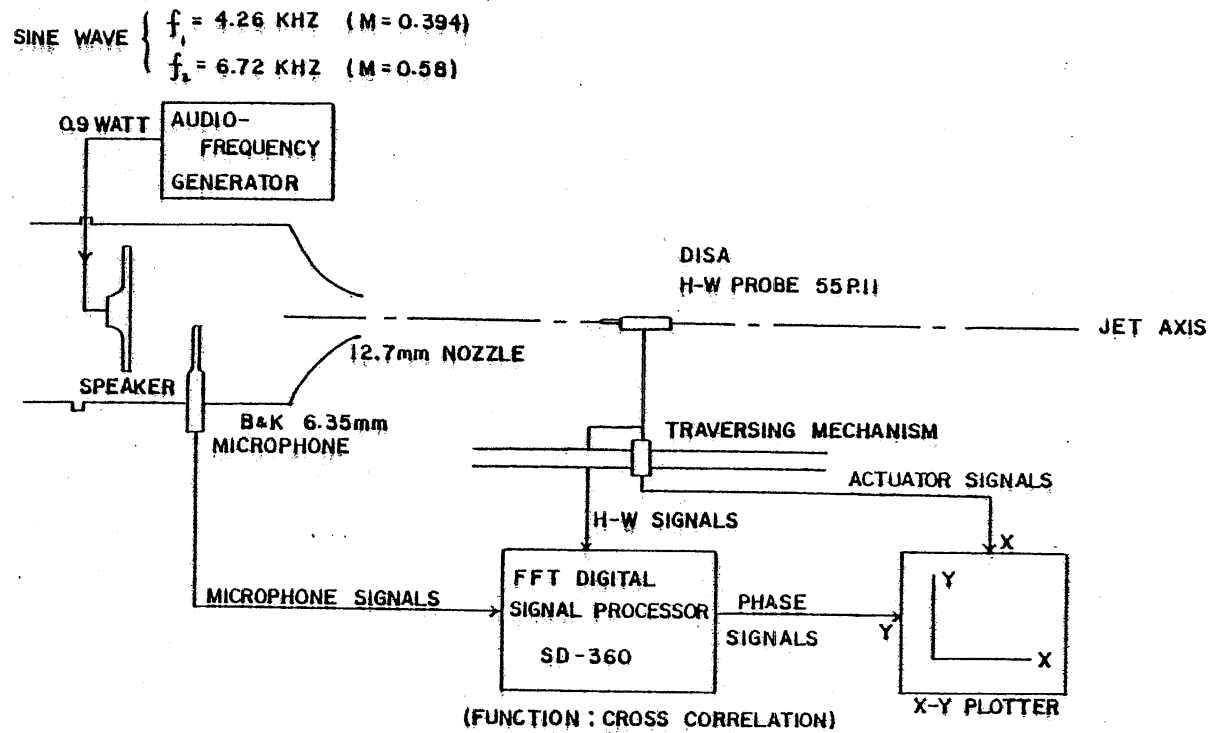 SINE WAVE { f₁ = 4.26 KHZ (M = 0.394)
f₂ = 6.72 KHZ (M = 0.58)
0.9 WATT
AUDIO-
FREQUENCY
GENERATOR
DISA
H-W PROBE 55P.11
JET AXIS
12.7mm NOZZLE
SPEAKER
B&K 6.35mm
MICROPHONE
TRAVERSING MECHANISM
ACTUATOR SIGNALS
H-W SIGNALS
X
MICROPHONE SIGNALS
FFT DIGITAL
SIGNAL PROCESSOR
SD-360
PHASE
SIGNALS
Y
Y
X
X-Y PLOTTER
(FUNCTION : CROSS CORRELATION)